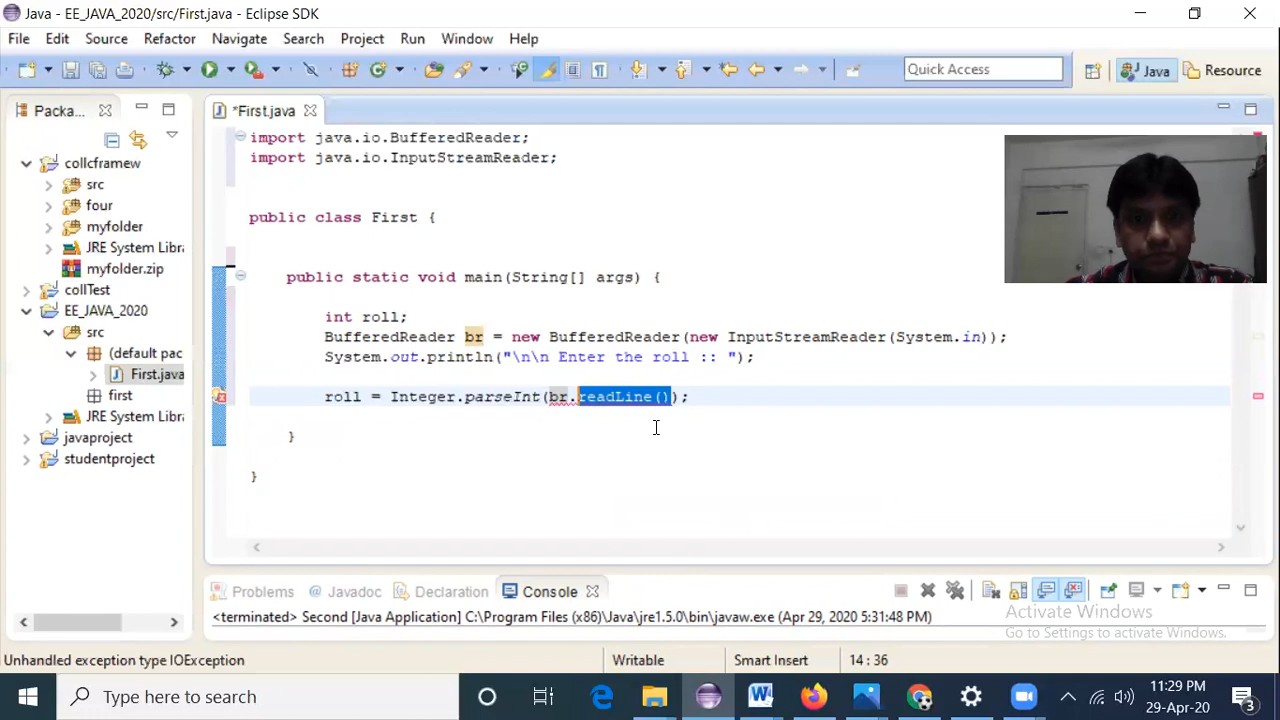 Java - EE_JAVA_2020/src/First.java - Eclipse SDK
File Edit Source Refactor Navigate Search Project Run Window Help
Quick Access Java Resource
Packa... *First.java
collcframew
src
four
myfolder
JRE System Libra
myfolder.zip
collTest
EE_JAVA_2020
src
(default pac
First.java
first
JRE System Libra
javaproject
studentproject
import java.io.BufferedReader;
import java.io.InputStreamReader;
public class First {
public static void main(String[] args) {
int roll;
BufferedReader br = new BufferedReader(new InputStreamReader(System.in));
System.out.println("\n\n Enter the roll :: ");
roll = Integer.parseInt(br.readLine());
}
}
Problems @ Javadoc Declaration Console
<terminated> Second [Java Application] C:\Program Files (x86)\Java\jre1.5.0\bin\javaw.exe (Apr 29, 2020 5:31:48 PM)
Activate Windows
Go to Settings to activate Windows.
Unhandled exception type IOException Writable Smart Insert 14 : 36
Type here to search
11:29 PM
29-Apr-20
3